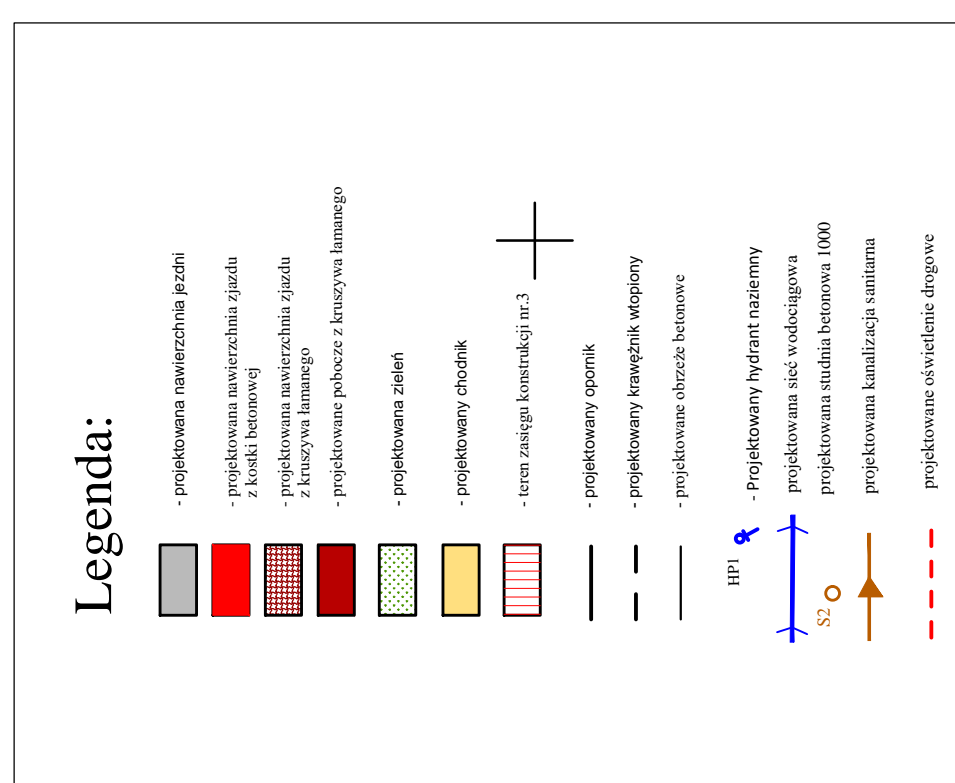 Legenda:
- projektowana nawierzchnia jezdni
- projektowana nawierzchnia zjazdu
z kostki betonowej
- projektowana nawierzchnia zjazdu
z kruszywa łamanego
- projektowane pobocze z kruszywa łamanego
- projektowana zieleń
- projektowany chodnik
- teren zasięgu konstrukcji nr.3
- projektowany opornik
- projektowany krawężnik wtopiony
- projektowane obrzeże betonowe
HP1
- Projektowany hydrant naziemny
projektowana sieć wodociągowa
S2
projektowana studnia betonowa 1000
projektowana kanalizacja sanitarna
projektowane oświetlenie drogowe